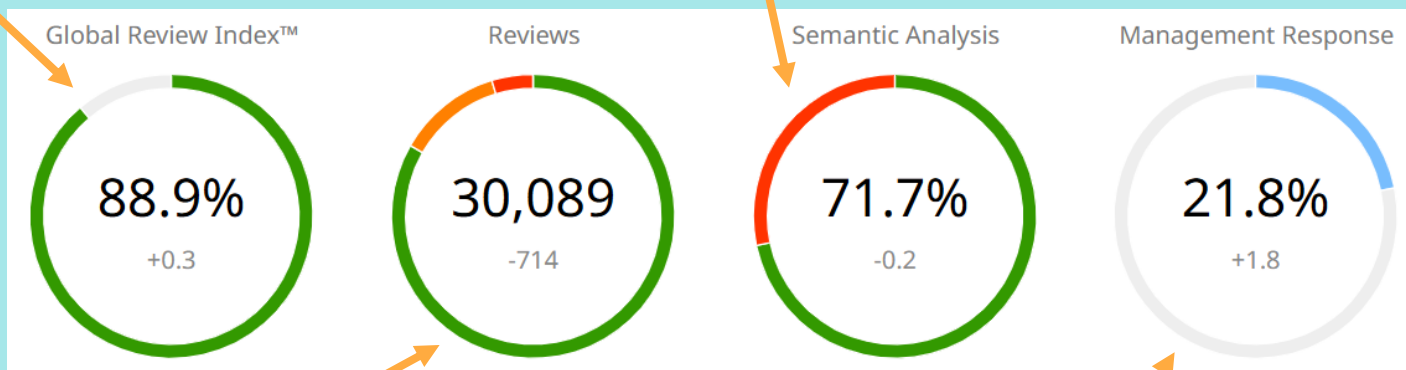 Global Review Index™
88.9%
+0.3
Reviews
30,089
-714
Semantic Analysis
71.7%
-0.2
Management Response
21.8%
+1.8